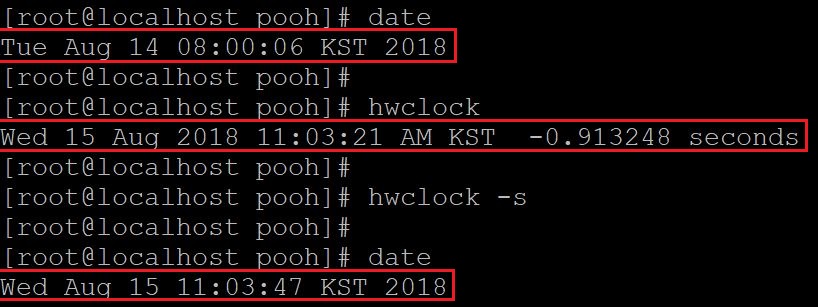 [root@localhost pooh]# date
Tue Aug 14 08:00:06 KST 2018
[root@localhost pooh]#
[root@localhost pooh]# hwclock
Wed 15 Aug 2018 11:03:21 AM KST  -0.913248 seconds
[root@localhost pooh]#
[root@localhost pooh]# hwclock -s
[root@localhost pooh]#
[root@localhost pooh]# date
Wed Aug 15 11:03:47 KST 2018